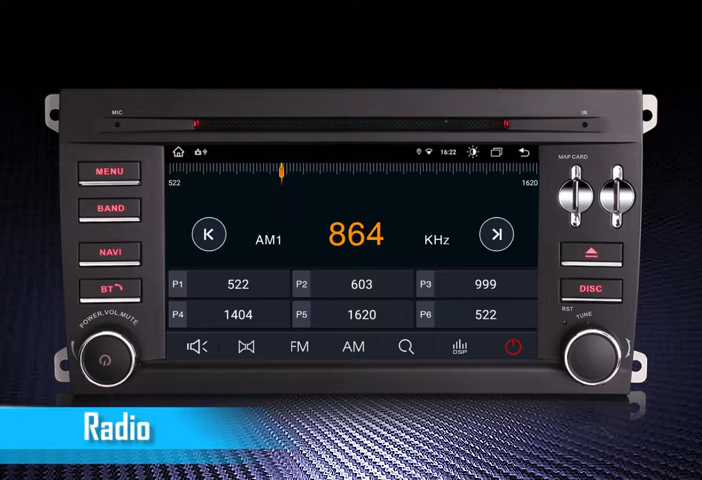 MIC
IR
MENU
BAND
NAVI
BT
POWER.VOL.MUTE
MAP CARD
DISC
RST
TUNE
16:22
522
1620
AM1
864
KHz
P1 522
P2 603
P3 999
P4 1404
P5 1620
P6 522
FM
AM
DSP
Radio